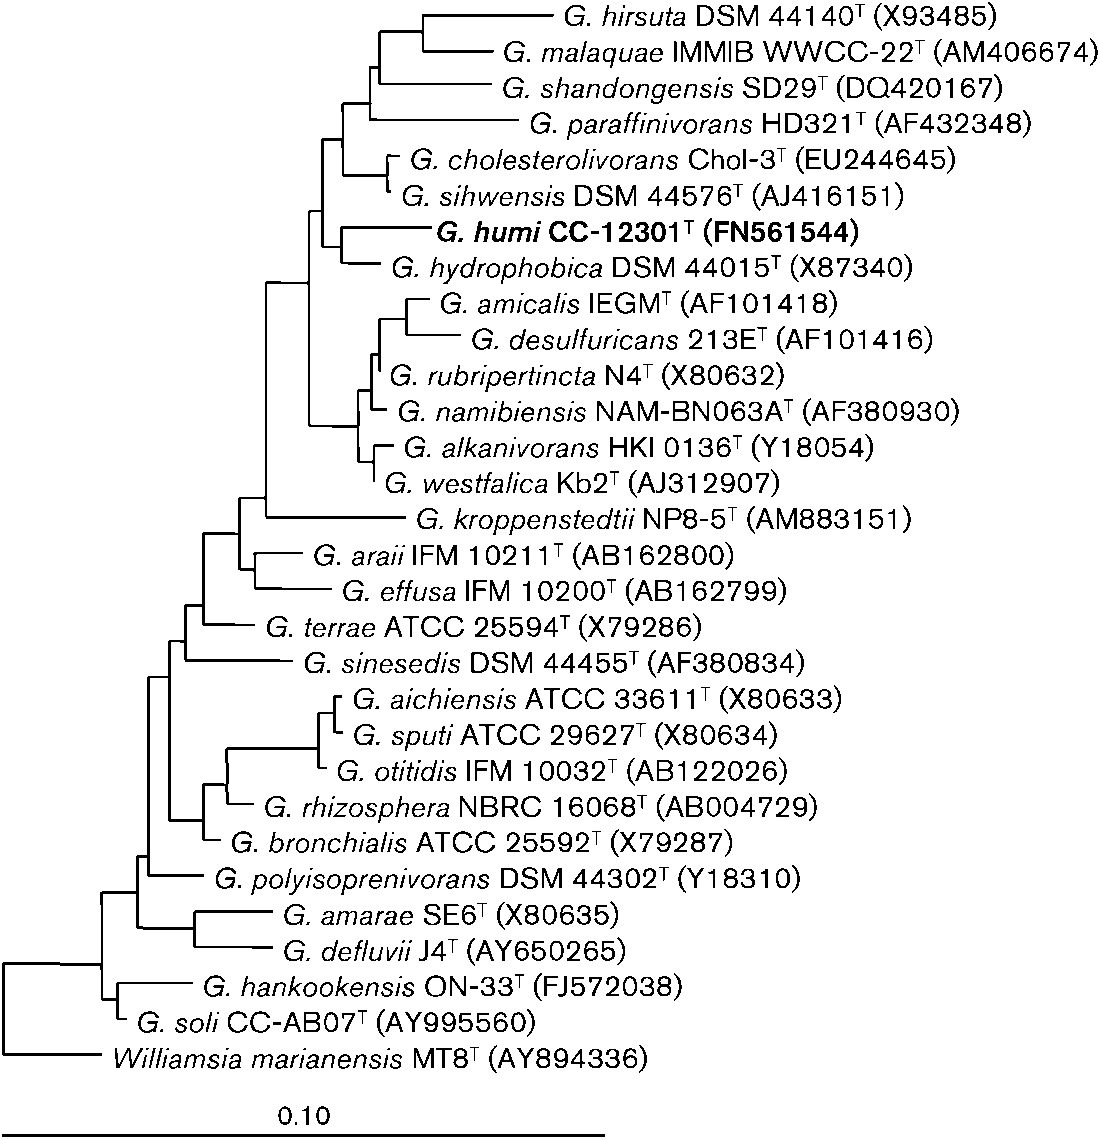 G. hirsuta DSM 44140ᵀ (X93485)
G. malaquae IMMIB WWCC-22ᵀ (AM406674)
G. shandongensis SD29ᵀ (DQ420167)
G. paraffinivorans HD321ᵀ (AF432348)
G. cholesterolivorans Chol-3ᵀ (EU244645)
G. sihwensis DSM 44576ᵀ (AJ416151)
G. humi CC-12301ᵀ (FN561544)
G. hydrophobica DSM 44015ᵀ (X87340)
G. amicalis IEGMᵀ (AF101418)
G. desulfuricans 213Eᵀ (AF101416)
G. rubripertincta N4ᵀ (X80632)
G. namibiensis NAM-BN063Aᵀ (AF380930)
G. alkanivorans HKI 0136ᵀ (Y18054)
G. westfalica Kb2ᵀ (AJ312907)
G. kroppenstedtii NP8-5ᵀ (AM883151)
G. araii IFM 10211ᵀ (AB162800)
G. effusa IFM 10200ᵀ (AB162799)
G. terrae ATCC 25594ᵀ (X79286)
G. sinesedis DSM 44455ᵀ (AF380834)
G. aichiensis ATCC 33611ᵀ (X80633)
G. sputi ATCC 29627ᵀ (X80634)
G. otitidis IFM 10032ᵀ (AB122026)
G. rhizosphera NBRC 16068ᵀ (AB004729)
G. bronchialis ATCC 25592ᵀ (X79287)
G. polyisoprenivorans DSM 44302ᵀ (Y18310)
G. amarae SE6ᵀ (X80635)
G. defluvii J4ᵀ (AY650265)
G. hankookensis ON-33ᵀ (FJ572038)
G. soli CC-AB07ᵀ (AY995560)
Williamsia marianensis MT8ᵀ (AY894336)
0.10